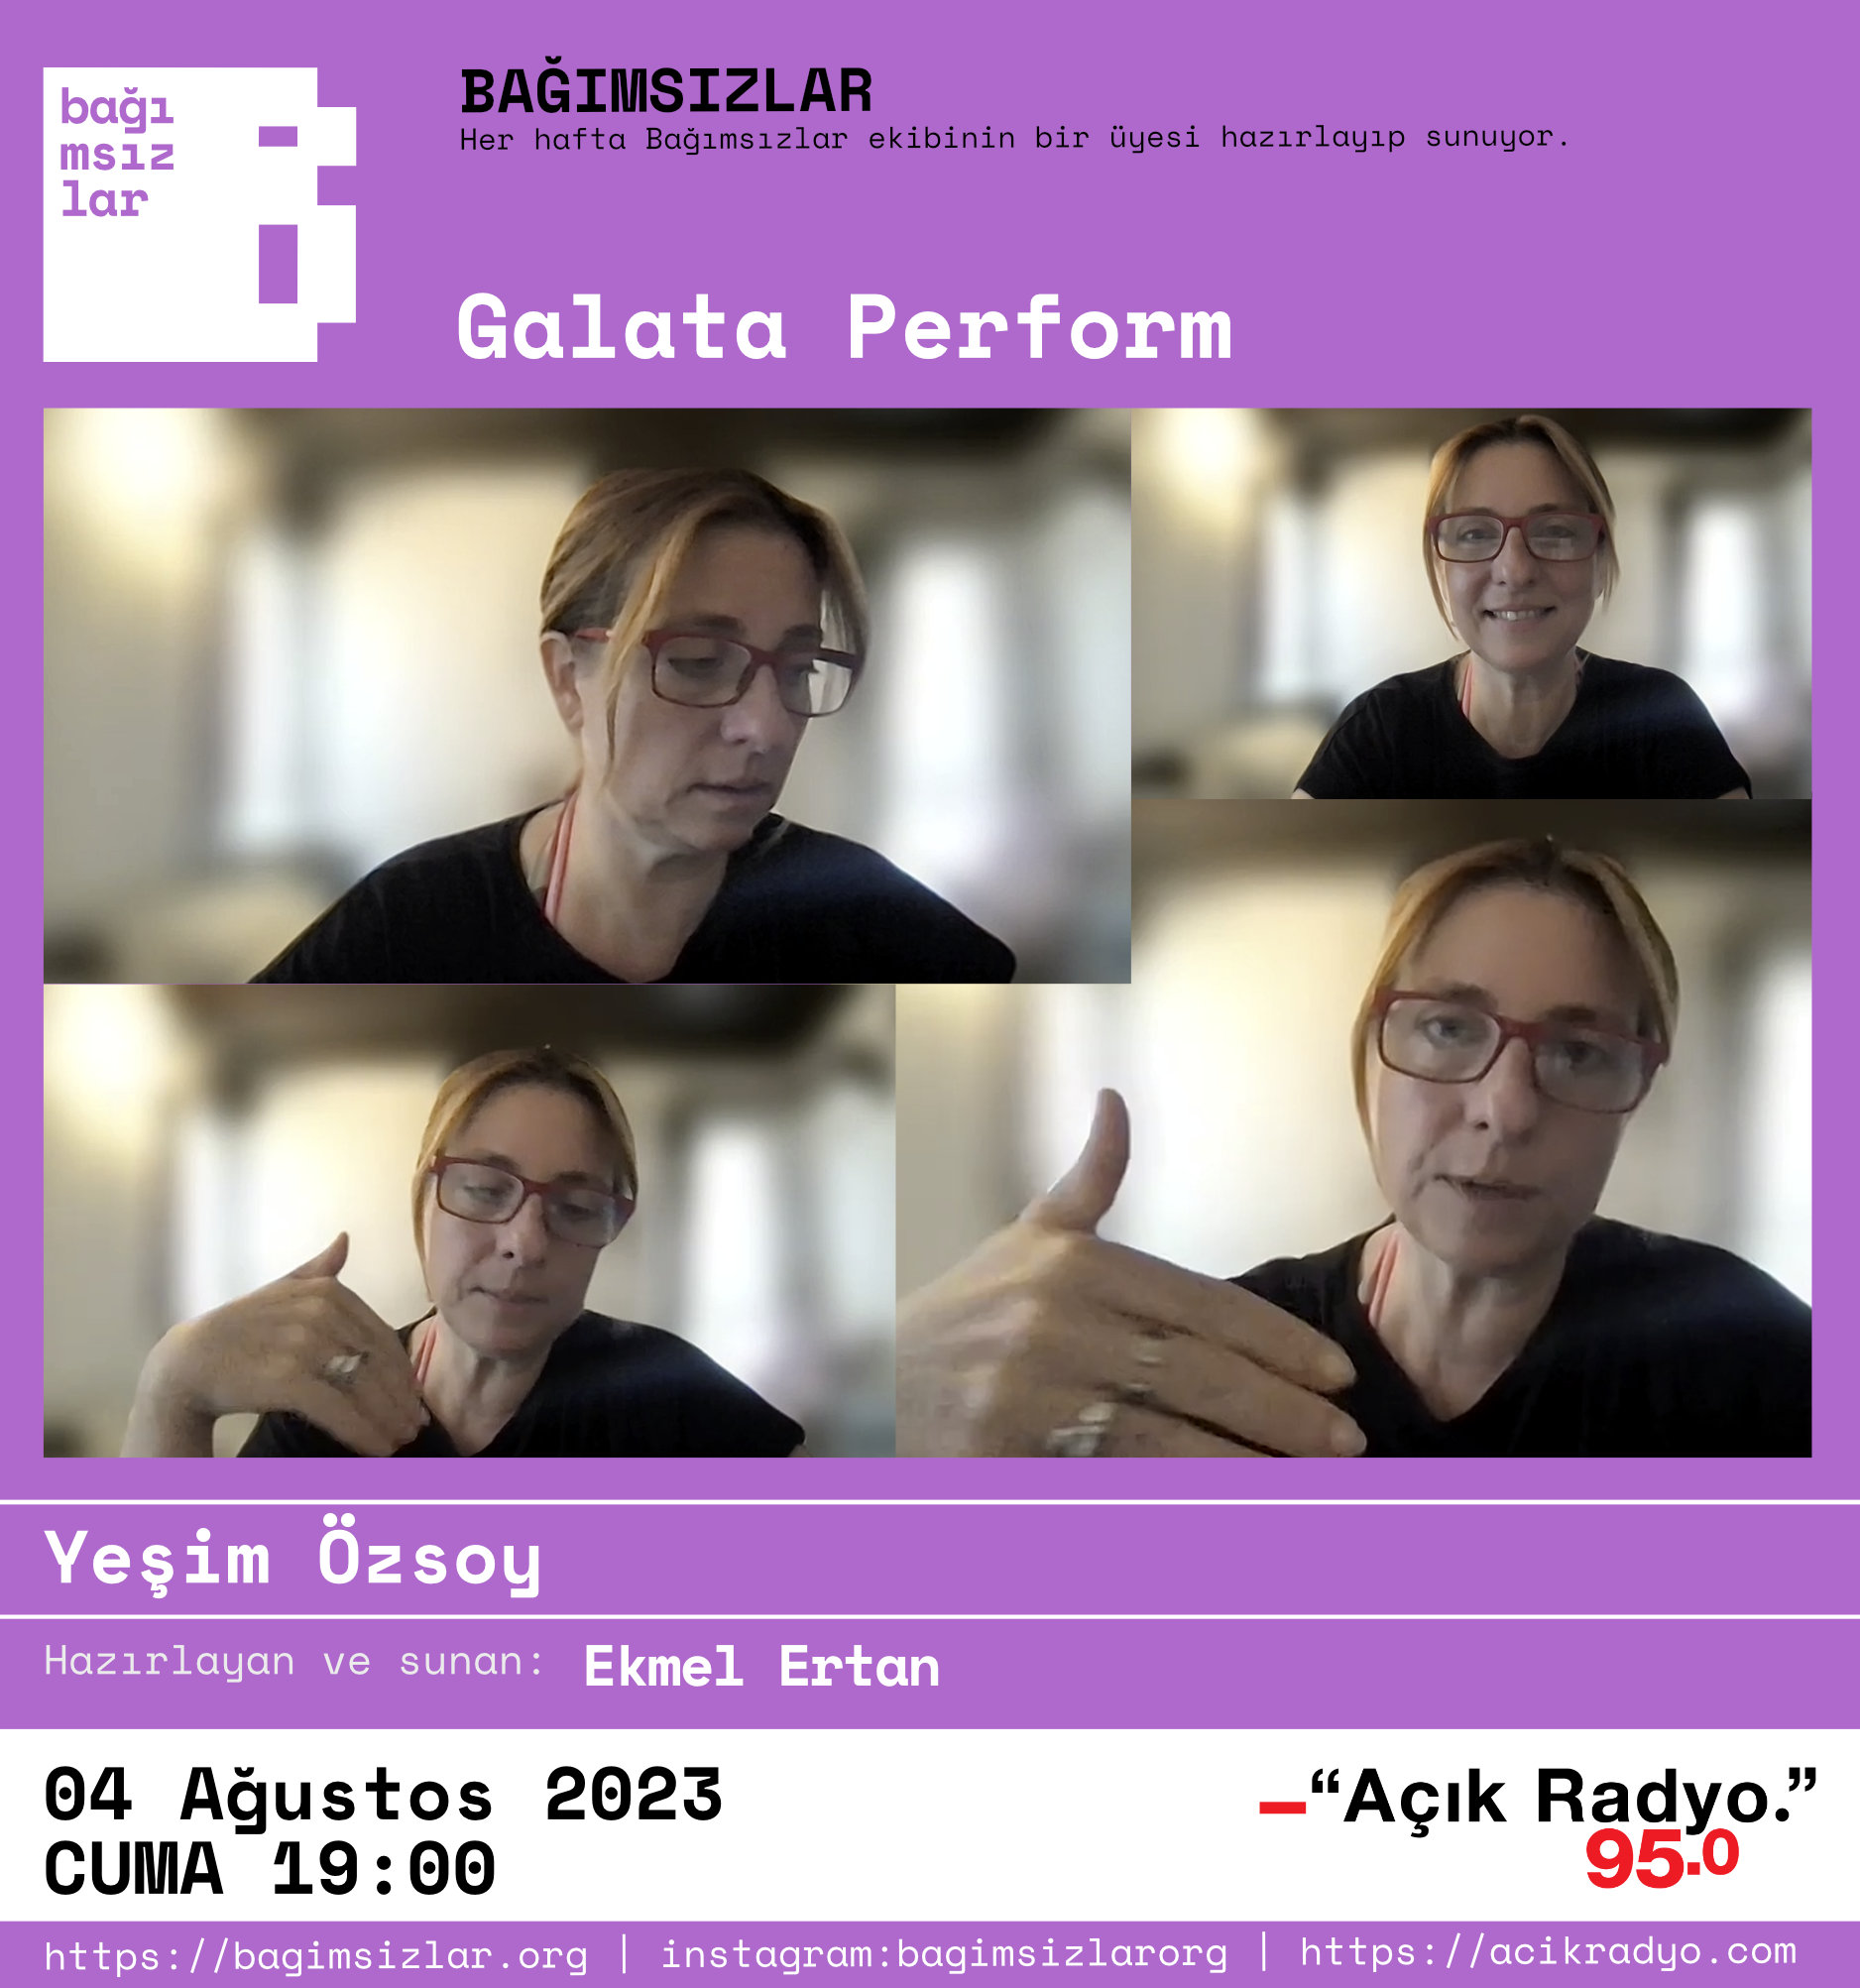 bağı
msız
lar
BAĞIMSIZLAR
Her hafta Bağımsızlar ekibinin bir üyesi hazırlayıp sunuyor.
Galata Perform
Yeşim Özsoy
Hazırlayan ve sunan: Ekmel Ertan
04 Ağustos 2023
CUMA 19:00
“Açık Radyo.”
95.0
https://bagimsizlar.org | instagram:bagimsizlarorg | https://acikradyo.com